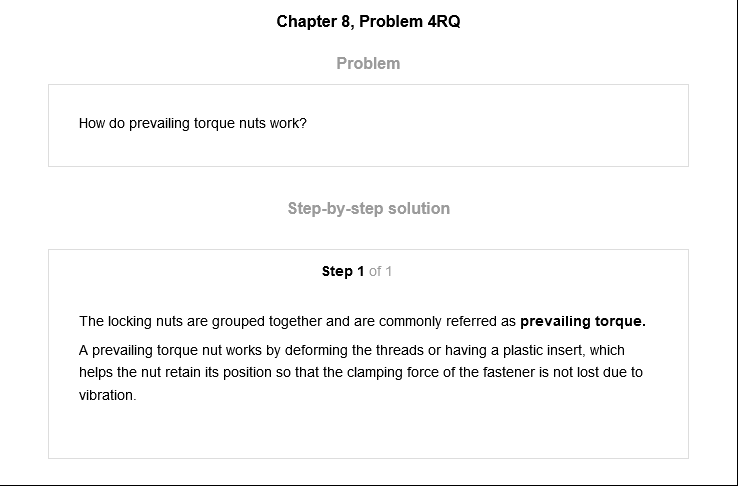 Chapter 8, Problem 4RQ
Problem
How do prevailing torque nuts work?
Step-by-step solution
Step 1 of 1
The locking nuts are grouped together and are commonly referred as prevailing torque.
A prevailing torque nut works by deforming the threads or having a plastic insert, which
helps the nut retain its position so that the clamping force of the fastener is not lost due to
vibration.